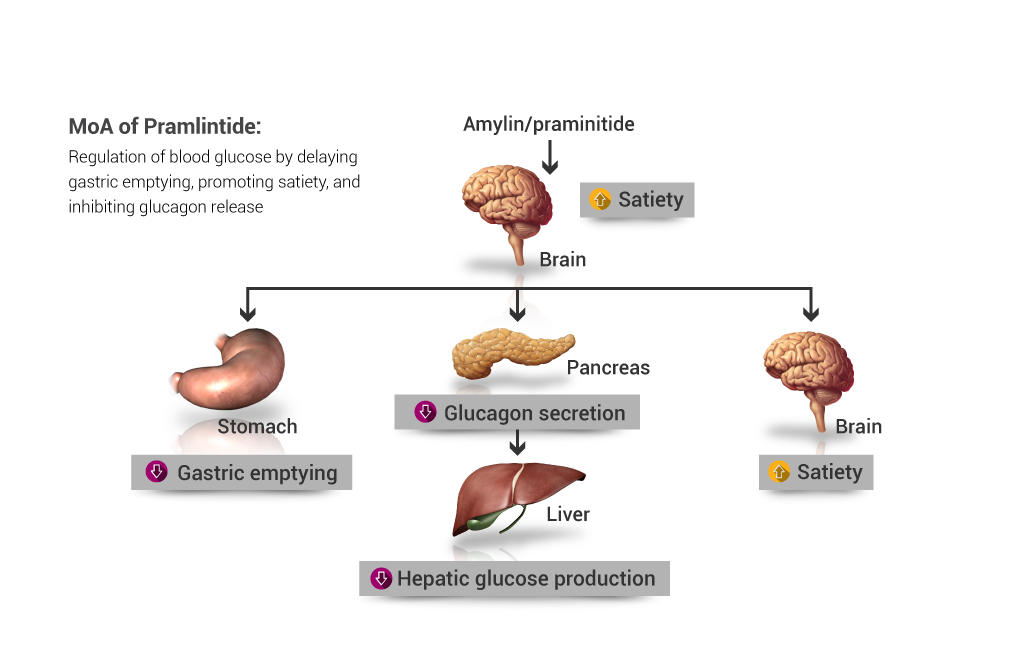 MoA of Pramlintide:
Regulation of blood glucose by delaying
gastric emptying, promoting satiety, and
inhibiting glucagon release
Amylin/praminitide
Satiety
Brain
Stomach
Gastric emptying
Pancreas
Glucagon secretion
Liver
Hepatic glucose production
Brain
Satiety